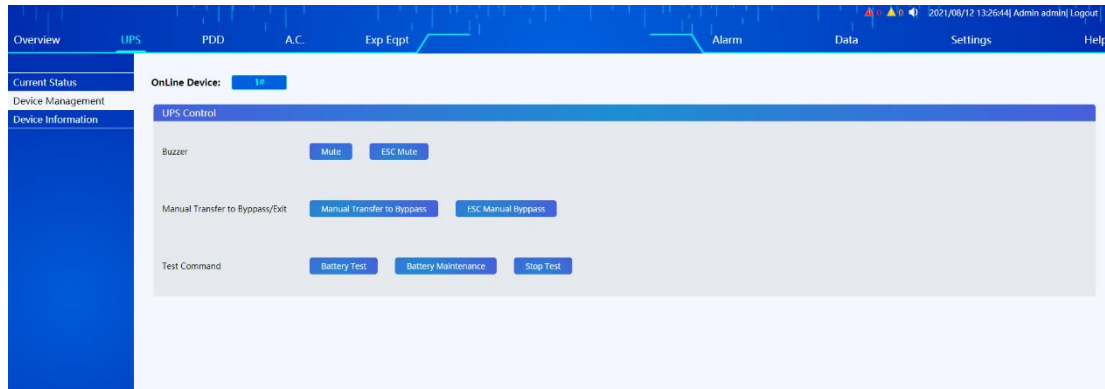 0 0 2021/08/12 13:26:44| Admin admin| Logout
Overview UPS PDD A.C. Exp Eqpt Alarm Data Settings Help
Current Status
Device Management
Device Information
OnLine Device: 1#
UPS Control
Buzzer Mute ESC Mute
Manual Transfer to Byppass/Exit Manual Transfer to Byppass ESC Manual Byppass
Test Command Battery Test Battery Maintenance Stop Test